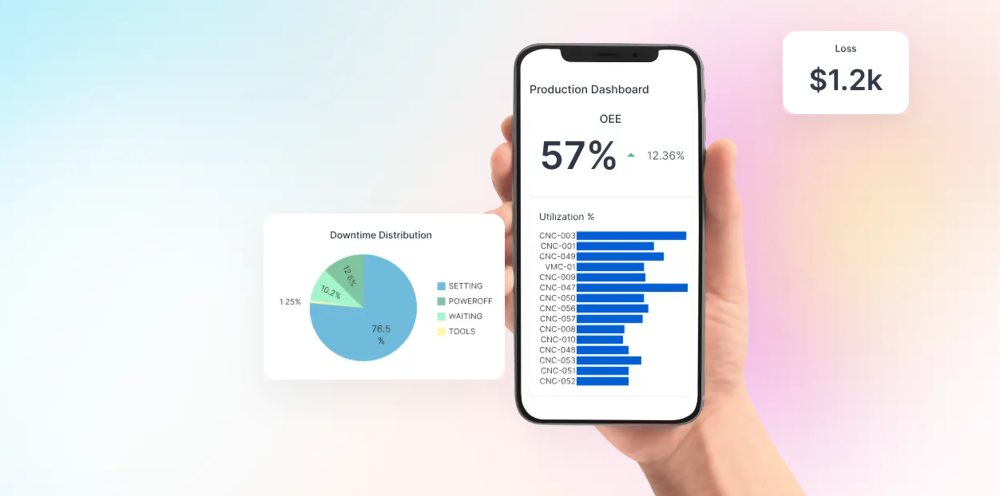 Loss
$1.2k
Production Dashboard
OEE
57% 12.36%
Utilization %
CNC-003
CNC-001
CNC-049
VMC-01
CNC-009
CNC-047
CNC-050
CNC-056
CNC-057
CNC-008
CNC-010
CNC-048
CNC-053
CNC-051
CNC-052
Downtime Distribution
12.6%
10.2%
1.25%
76.5
%
SETTING
POWEROFF
WAITING
TOOLS